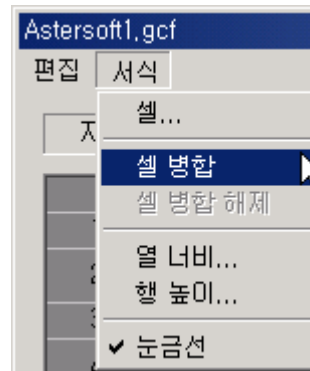 Astersoft1.gcf
편집 서식
셀...
셀 병합
셀 병합 해제
열 너비...
행 높이...
눈금선